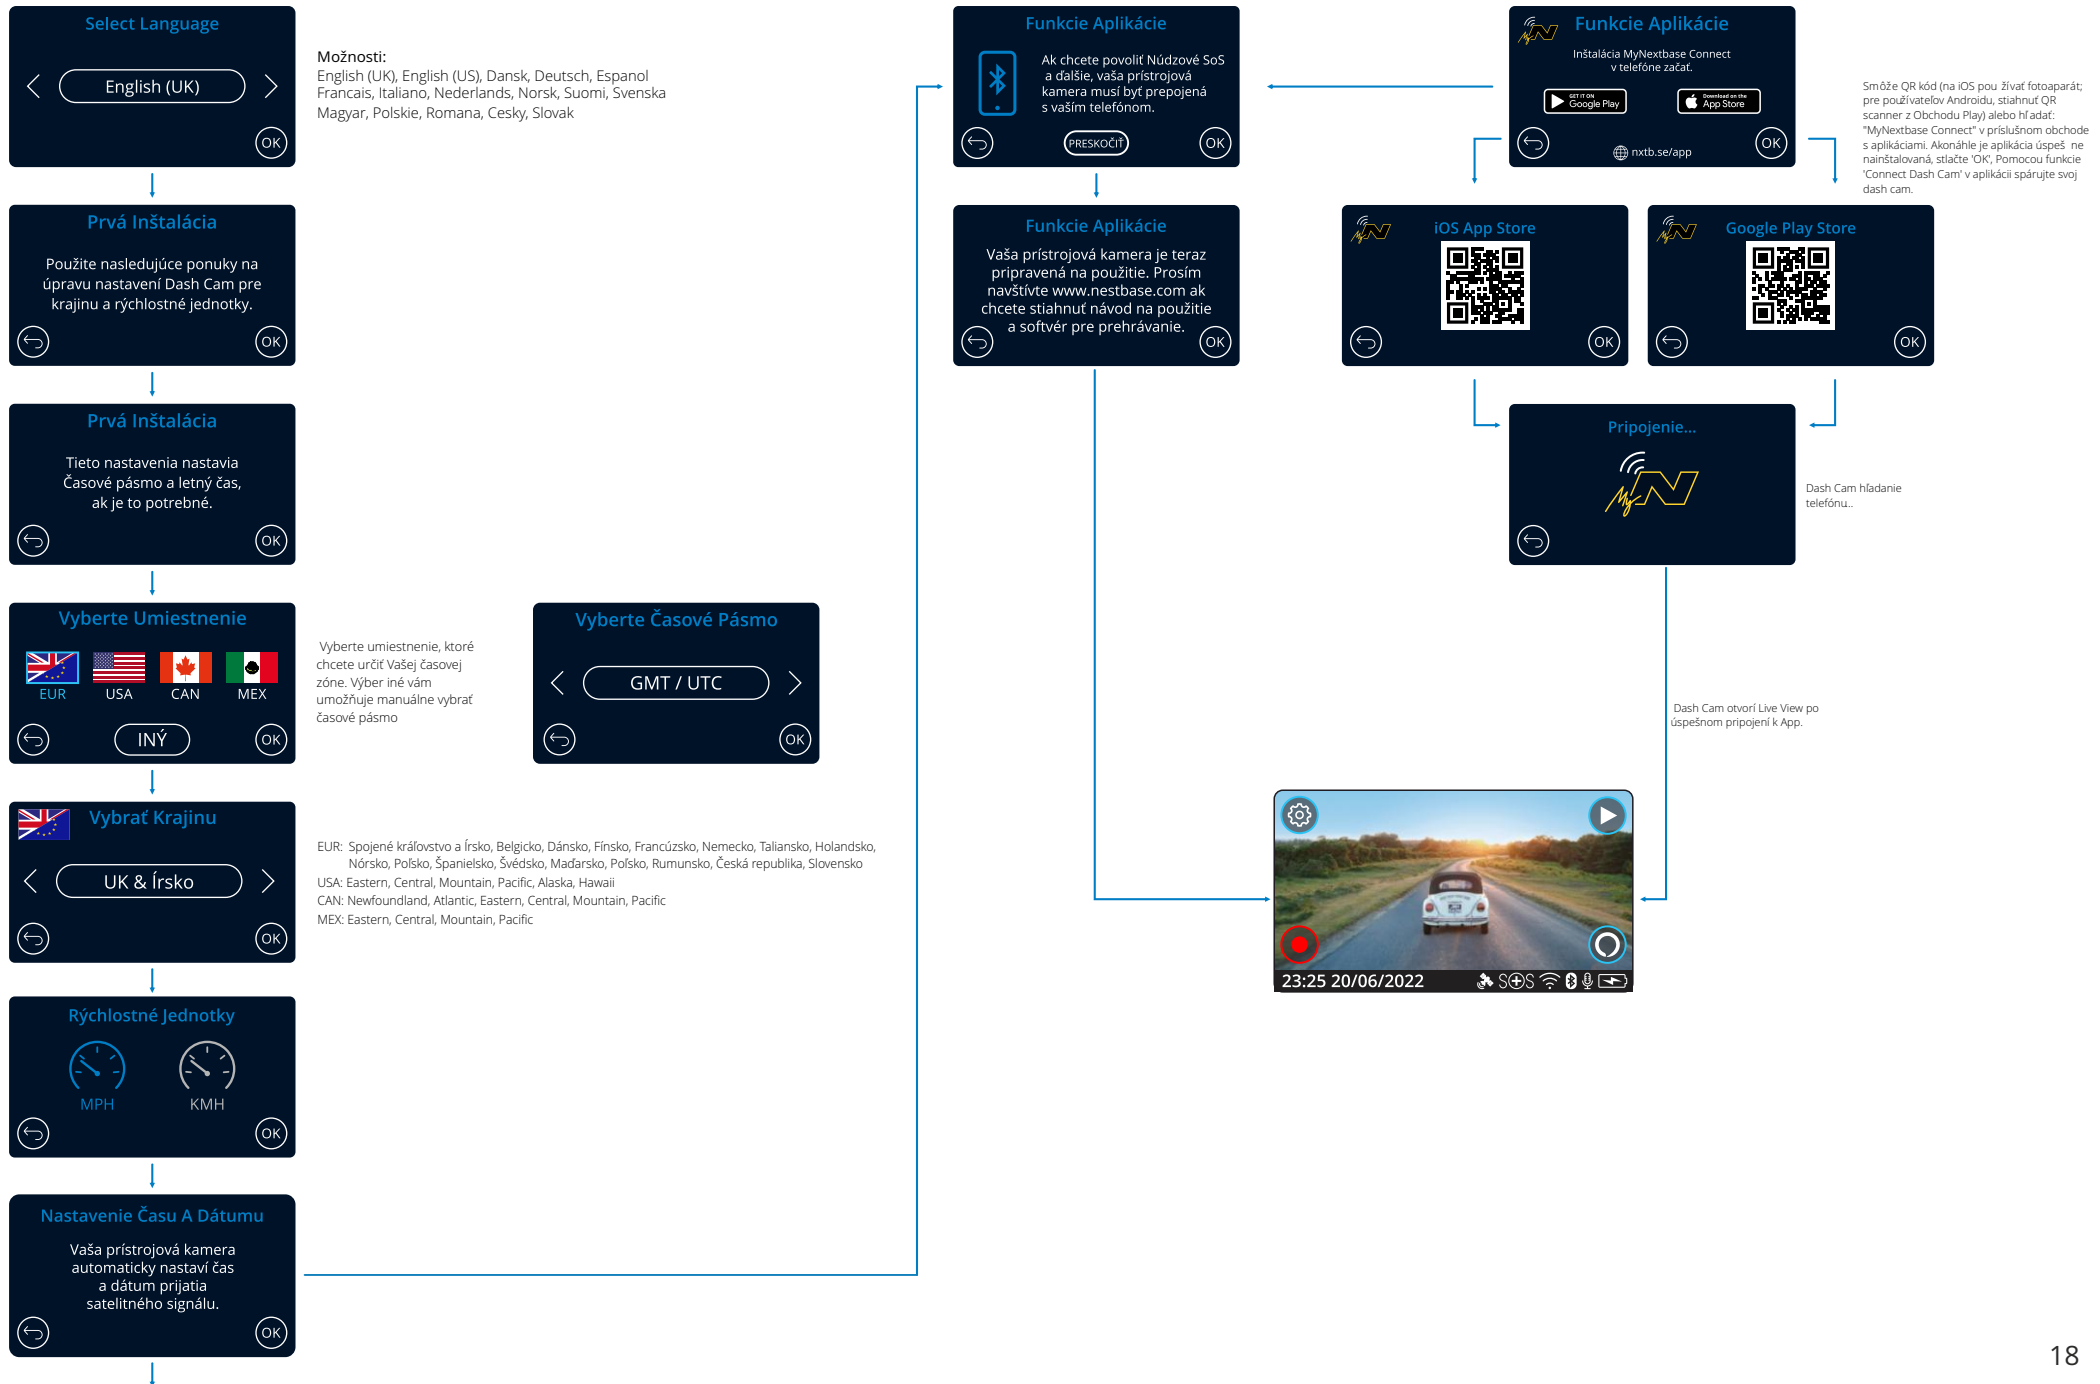 Select Language
English (UK)
OK
Možnosti:
English (UK), English (US), Dansk, Deutsch, Espanol
Francais, Italiano, Nederlands, Norsk, Suomi, Svenska
Magyar, Polskie, Romana, Cesky, Slovak
Prvá Inštalácia
Použite nasledujúce ponuky na
úpravu nastavení Dash Cam pre
krajinu a rýchlostné jednotky.
OK
Prvá Inštalácia
Tieto nastavenia nastavia
Časové pásmo a letný čas,
ak je to potrebné.
OK
Vyberte Umiestnenie
EUR USA CAN MEX
INÝ
OK
Vyberte umiestnenie, ktoré
chcete určiť Vašej časovej
zóne. Výber iné vám
umožňuje manuálne vybrať
časové pásmo
Vyberte Časové Pásmo
GMT / UTC
OK
Vybrať Krajinu
UK & Írsko
OK
EUR: Spojené kráľovstvo a Írsko, Belgicko, Dánsko, Fínsko, Francúzsko, Nemecko, Taliansko, Holandsko,
Nórsko, Poľsko, Španielsko, Švédsko, Maďarsko, Poľsko, Rumunsko, Česká republika, Slovensko
USA: Eastern, Central, Mountain, Pacific, Alaska, Hawaii
CAN: Newfoundland, Atlantic, Eastern, Central, Mountain, Pacific
MEX: Eastern, Central, Mountain, Pacific
Rýchlostné Jednotky
MPH KMH
OK
Nastavenie Času A Dátumu
Vaša prístrojová kamera
automaticky nastaví čas
a dátum prijatia
satelitného signálu.
OK
Funkcie Aplikácie
Ak chcete povoliť Núdzové SoS
a ďalšie, vaša prístrojová
kamera musí byť prepojená
s vaším telefónom.
PRESKOČIŤ
OK
Funkcie Aplikácie
Vaša prístrojová kamera je teraz
pripravená na použitie. Prosím
navštívte www.nestbase.com ak
chcete stiahnuť návod na použitie
a softvér pre prehrávanie.
OK
My N
Funkcie Aplikácie
Inštalácia MyNextbase Connect
v telefóne začať.
GET IT ON
Google Play
Download on the
App Store
nxtb.se/app
OK
Smôže QR kód (na iOS pou žívať fotoaparát;
pre používateľov Androidu, stiahnuť QR
scanner z Obchodu Play) alebo hľ adať:
"MyNextbase Connect" v príslušnom obchode
s aplikáciami. Akonáhle je aplikácia úspeš ne
nainštalovaná, stlačte 'OK', Pomocou funkcie
'Connect Dash Cam' v aplikácii spárujte svoj
dash cam.
My N
iOS App Store
OK
My N
Google Play Store
OK
Pripojenie...
My N
Dash Cam hľadanie
telefónu...
Dash Cam otvorí Live View po
úspešnom pripojení k App.
23:25 20/06/2022
SOS
18